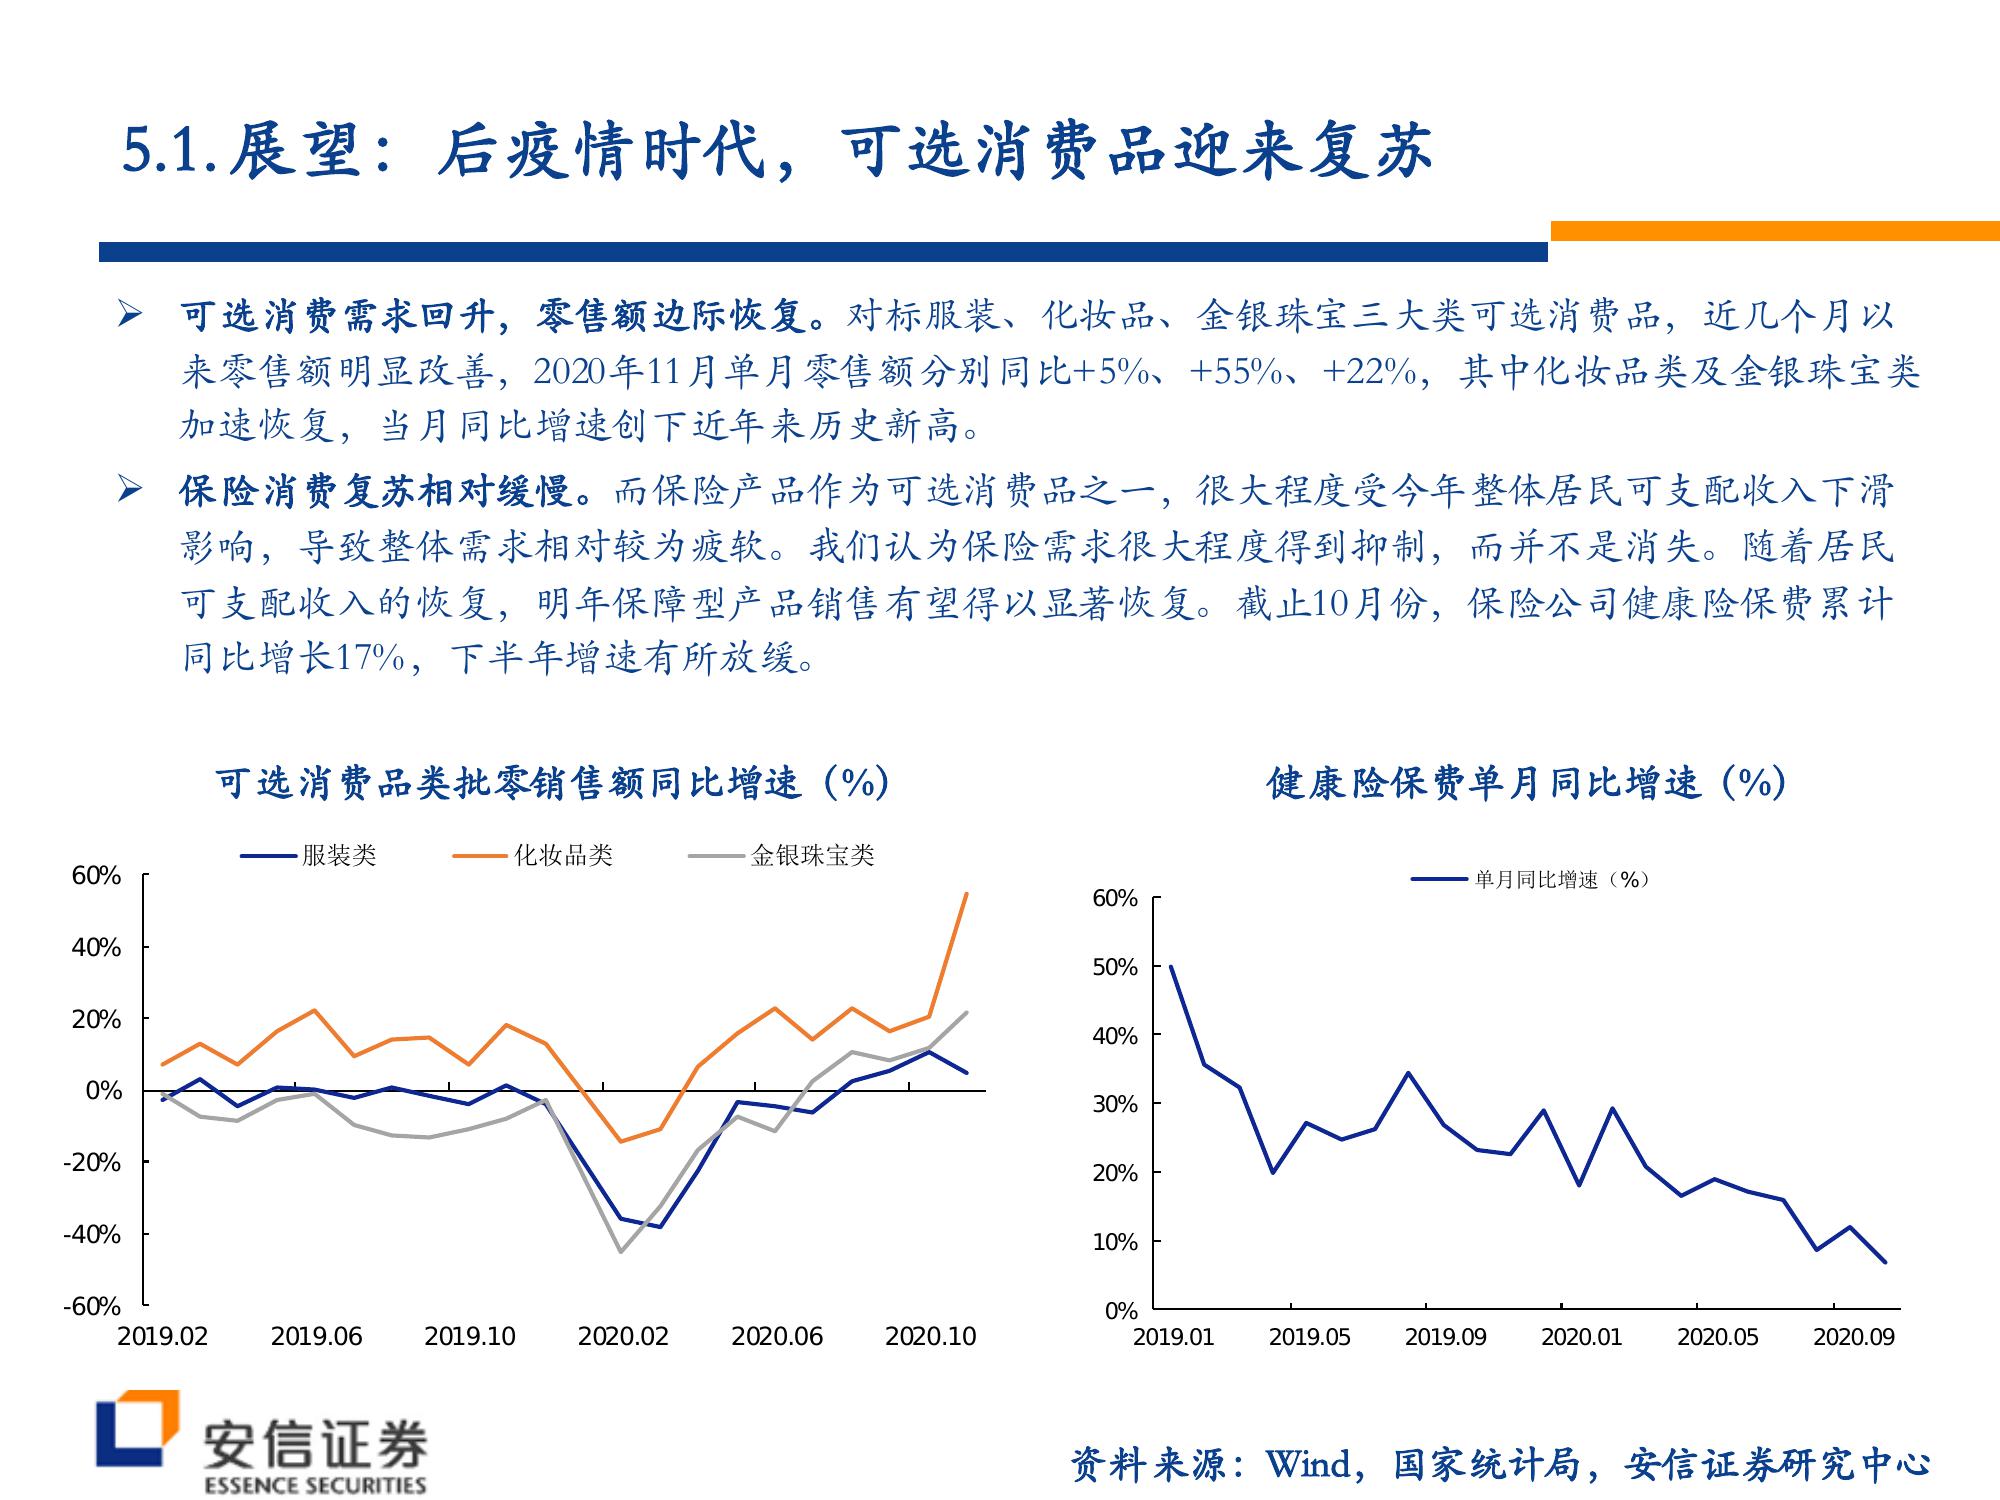 5.1.展望：后疫情时代，可选消费品迎来复苏
可选消费需求回升，零售额边际恢复。对标服装、化妆品、金银珠宝三大类可选消费品，近几个月以
来零售额明显改善，2020年11月单月零售额分别同比+5%、+55%、+22%，其中化妆品类及金银珠宝类
加速恢复，当月同比增速创下近年来历史新高。
保险消费复苏相对缓慢。而保险产品作为可选消费品之一，很大程度受今年整体居民可支配收入下滑
影响，导致整体需求相对较为疲软。我们认为保险需求很大程度得到抑制，而并不是消失。随着居民
可支配收入的恢复，明年保障型产品销售有望得以显著恢复。截止10月份，保险公司健康险保费累计
同比增长17%，下半年增速有所放缓。
可选消费品类批零销售额同比增速（%）
服装类 化妆品类 金银珠宝类
60%
40%
20%
0%
-20%
-40%
-60%
2019.02 2019.06 2019.10 2020.02 2020.06 2020.10
健康险保费单月同比增速（%）
单月同比增速（%）
60%
50%
40%
30%
20%
10%
0%
2019.01 2019.05 2019.09 2020.01 2020.05 2020.09
安信证券
ESSENCE SECURITIES
资料来源：Wind，国家统计局，安信证券研究中心